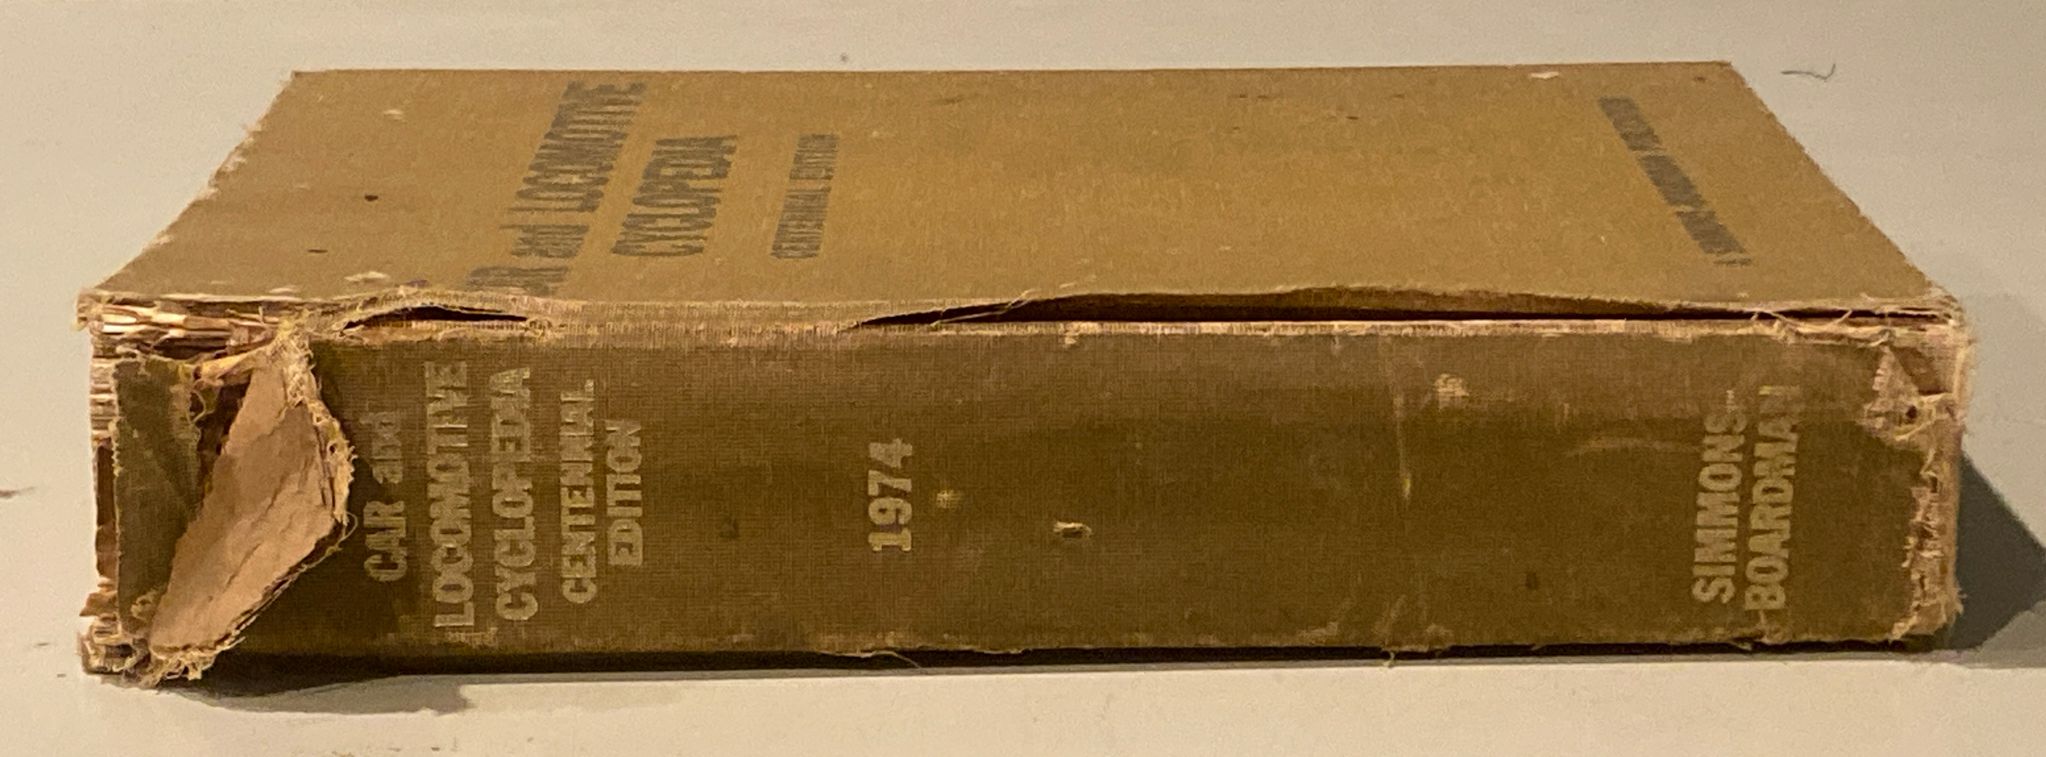 CAR and
LOCOMOTIVE
CYCLOPEDIA
CENTENNIAL
EDITION
1974
SIMMONS-
BOARDMAN
and LOCOMOTIVE
CYCLOPEDIA
CENTENNIAL EDITION